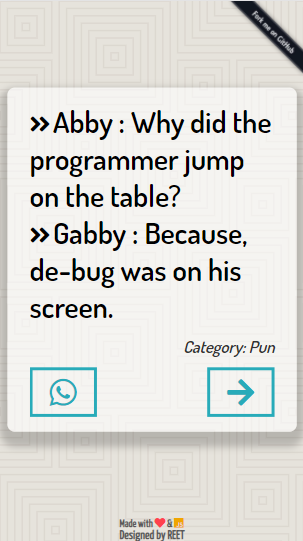 Fork me on GitHub
» Abby : Why did the
programmer jump
on the table?
» Gabby : Because,
de-bug was on his
screen.
Category: Pun
Made with ❤ &
Designed by REET